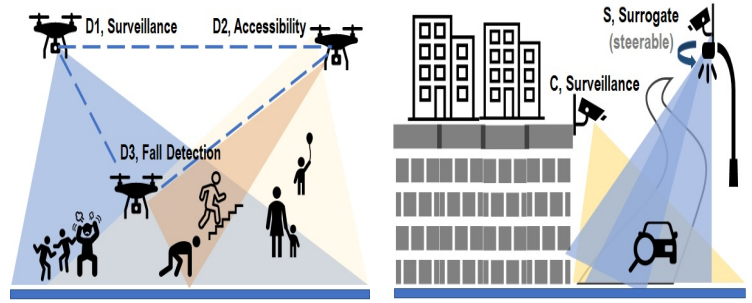 D1, Surveillance
D2, Accessibility
D3, Fall Detection
S, Surrogate
(steerable)
C, Surveillance